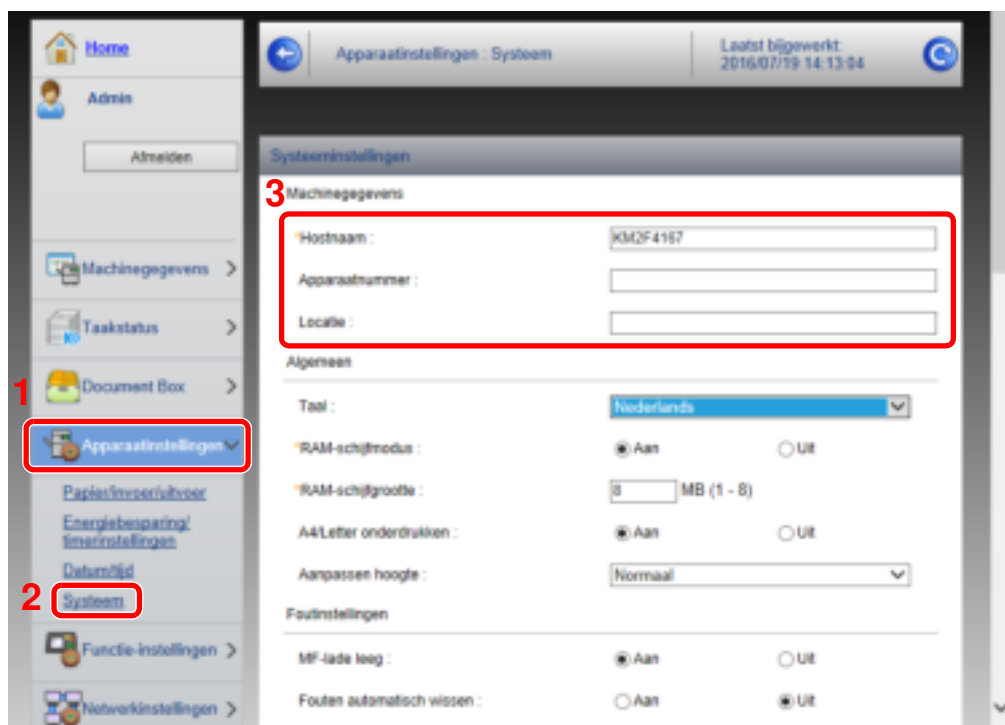 Home
Admin
Afmelden
Machinegegevens
Taakstatus
1
Document Box
Apparaatinstellingen
Papier/invoer/uitvoer
Energiebesparing/
timerinstellingen
Datum/tijd
2
Systeem
Functie-instellingen
Netwerkinstellingen
Apparaatinstellingen : Systeem
Laatst bijgewerkt:
2016/07/19 14:13:04
Systeeminstellingen
3
Machinegegevens
*Hostnaam : KM2F4167
Apparaatnummer :
Locatie :
Algemeen
Taal : Nederlands
*RAM-schijfmodus : Aan Uit
*RAM-schijfgrootte : 8 MB (1 - 8)
A4/Letter onderdrukken : Aan Uit
Aanpassen hoogte : Normaal
Foutinstellingen
MF-lade leeg : Aan Uit
Fouten automatisch wissen : Aan Uit